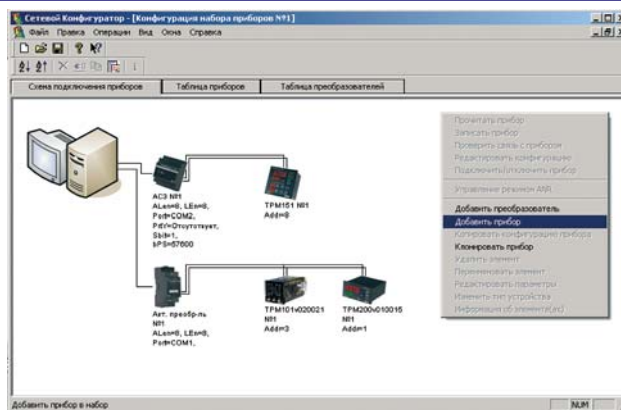 Сетевой Конфигуратор - [Конфигурация набора приборов №1]
Файл Правка Операции Вид Окна Справка
Схема подключения приборов Таблица приборов Таблица преобразователей
АС3 №1
ALen=8, LEn=8,
Port=COM2,
PrtY=Отсутствует,
Sbit=1,
bPS=57600
ТРМ151 №1
Addr=8
Авт. преобр-ль
№1
ALen=8, LEn=8,
Port=COM1,
TPM101v020021
№1
Addr=3
TPM200v010015
№1
Addr=1
Прочитать прибор
Записать прибор
Проверить связь с прибором
Редактировать конфигурацию
Подключить/отключить прибор
Управление режимом ANR
Добавить преобразователь
Добавить прибор
Копировать конфигурацию прибора
Клонировать прибор
Удалить элемент
Переименовать элемент
Редактировать параметры
Изменить тип устройства
Информация об элементе(ах)
Добавить прибор в набор
NUM